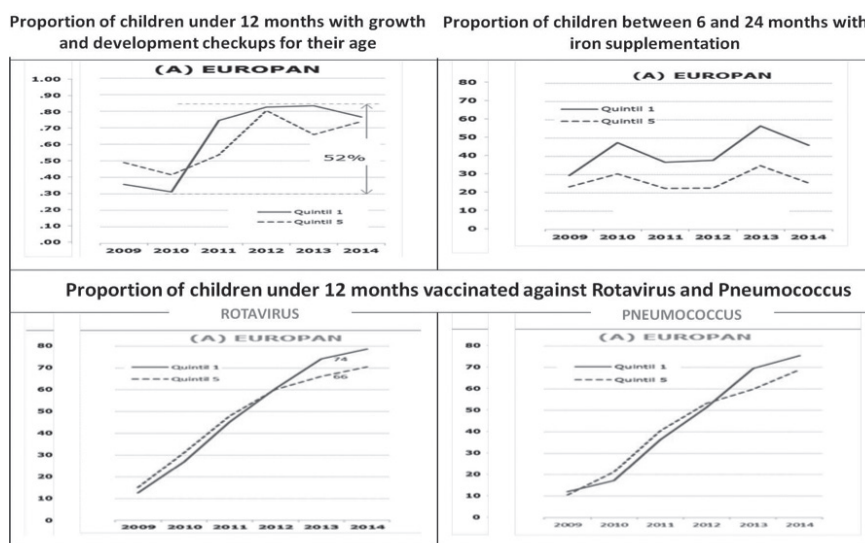 Proportion of children under 12 months with growth
and development checkups for their age
(A) EUROPAN
1.00
.90
.80
.70
.60
.50
.40
.30
.20
.10
.00
52%
Quintil 1
Quintil 5
2009 2010 2011 2012 2013 2014
Proportion of children between 6 and 24 months with
iron supplementation
(A) EUROPAN
80
70
60
50
40
30
20
10
0
Quintil 1
Quintil 5
2009 2010 2011 2012 2013 2014
Proportion of children under 12 months vaccinated against Rotavirus and Pneumococcus
ROTAVIRUS
(A) EUROPAN
80
70
60
50
40
30
20
10
0
Quintil 1
Quintil 5
74
66
2009 2010 2011 2012 2013 2014
PNEUMOCOCCUS
(A) EUROPAN
80
70
60
50
40
30
20
10
0
Quintil 1
Quintil 5
2009 2010 2011 2012 2013 2014